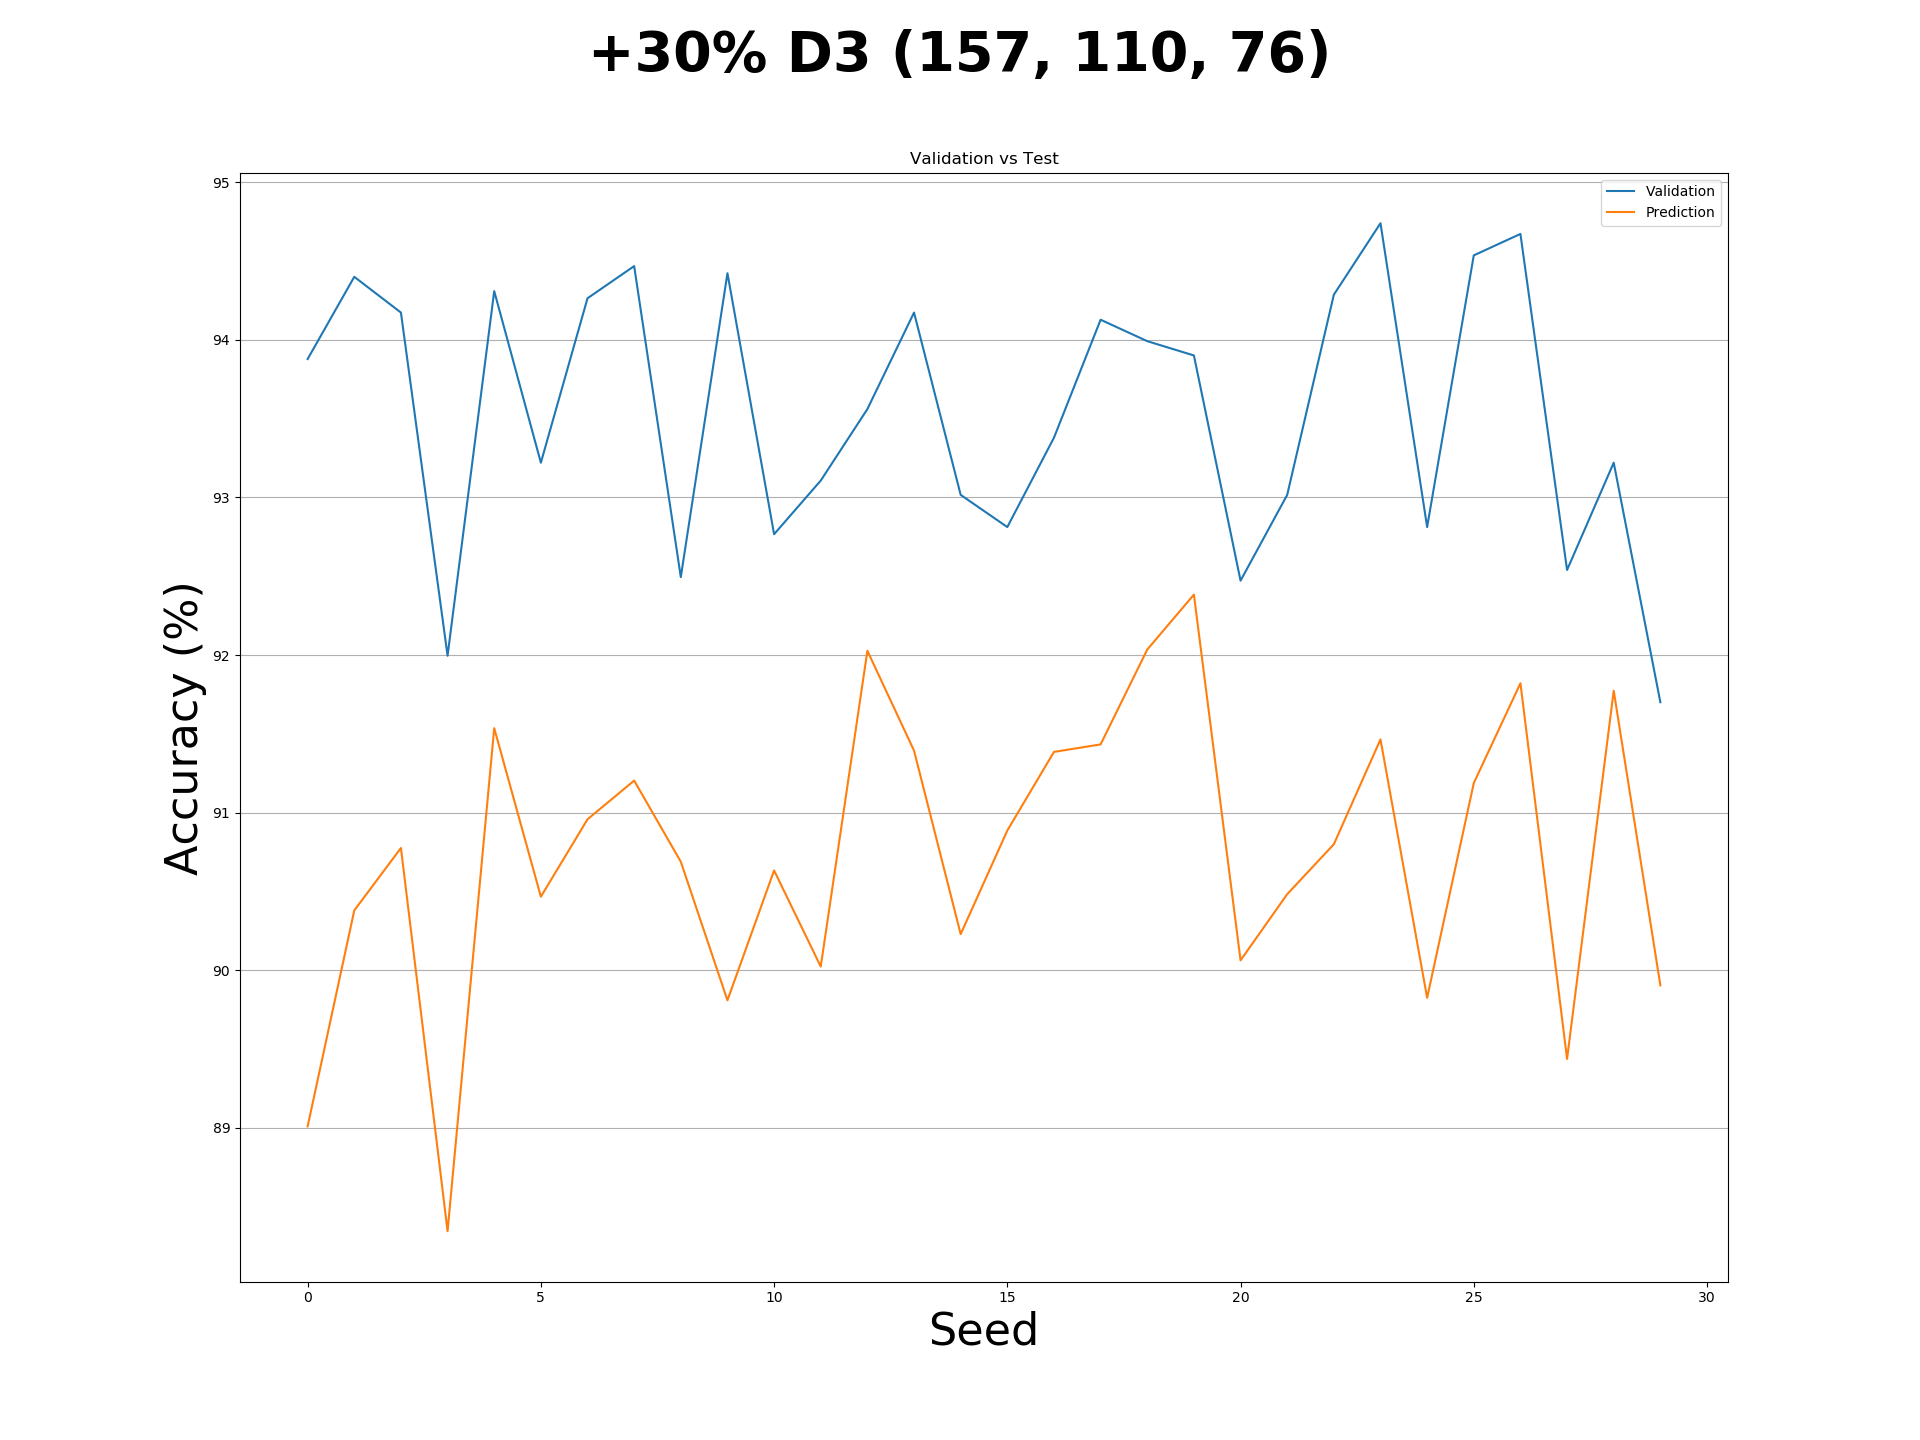 +30% D3 (157, 110, 76)
Validation vs Test
Validation
Prediction
95
94
93
92
91
90
89
Accuracy (%)
0 5 10 15 20 25 30
Seed